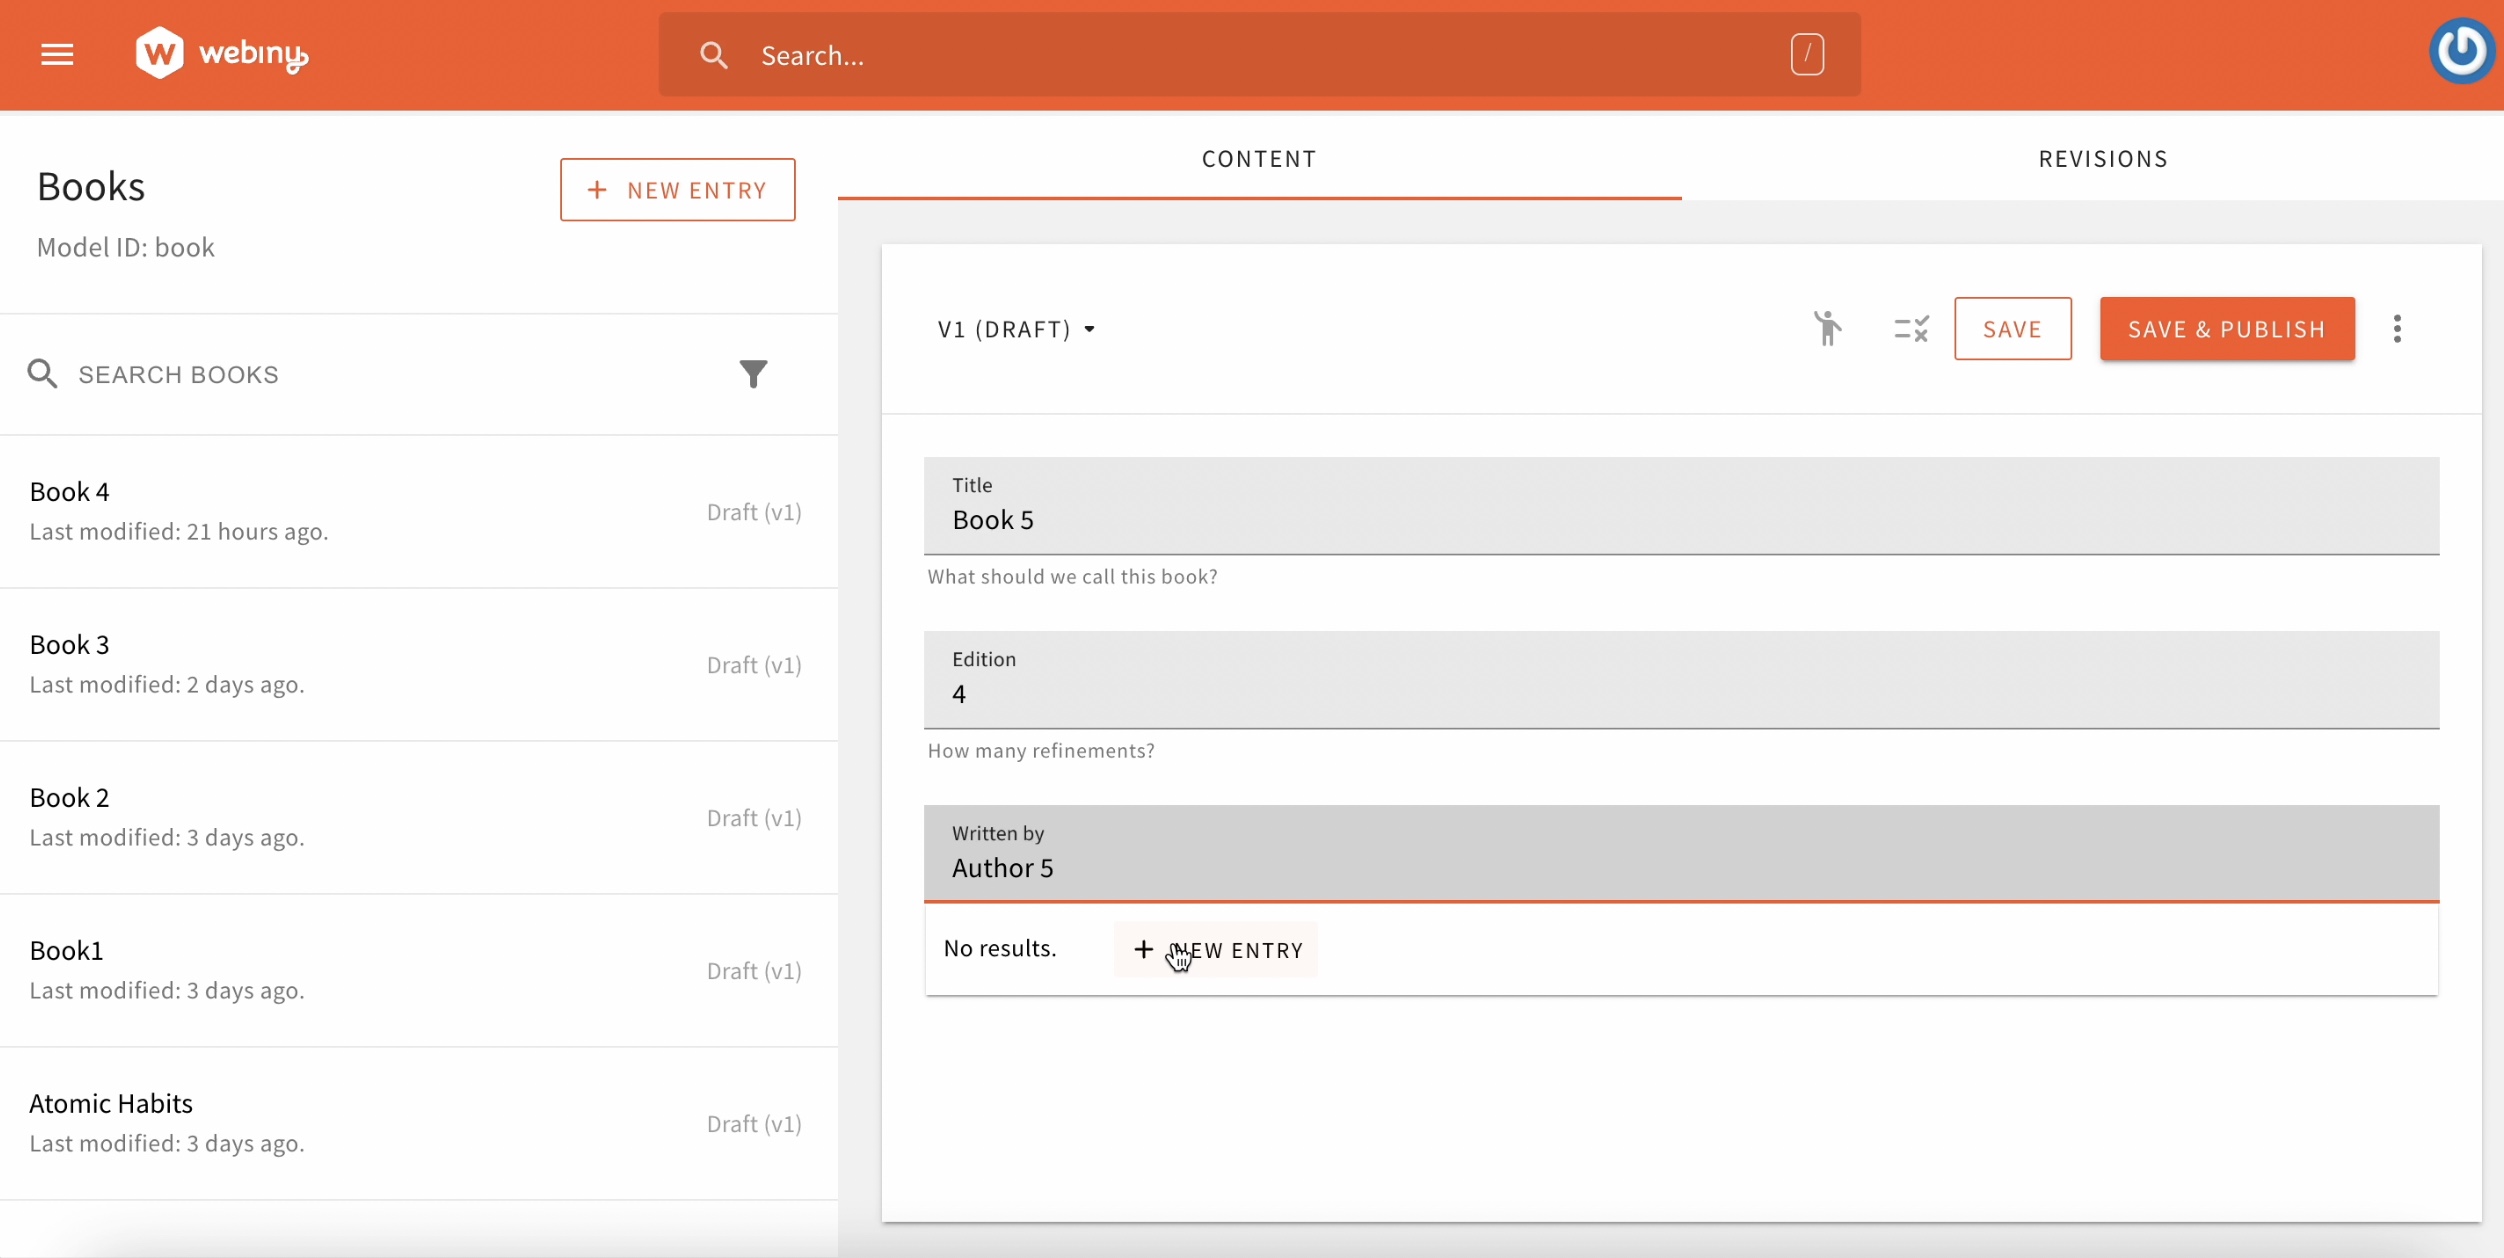 webiny
Search...
/
Books
NEW ENTRY
Model ID: book
SEARCH BOOKS
Book 4
Last modified: 21 hours ago.
Draft (v1)
Book 3
Last modified: 2 days ago.
Draft (v1)
Book 2
Last modified: 3 days ago.
Draft (v1)
Book1
Last modified: 3 days ago.
Draft (v1)
Atomic Habits
Last modified: 3 days ago.
Draft (v1)
CONTENT
REVISIONS
V1 (DRAFT)
SAVE
SAVE & PUBLISH
Title
Book 5
What should we call this book?
Edition
4
How many refinements?
Written by
Author 5
No results.
NEW ENTRY